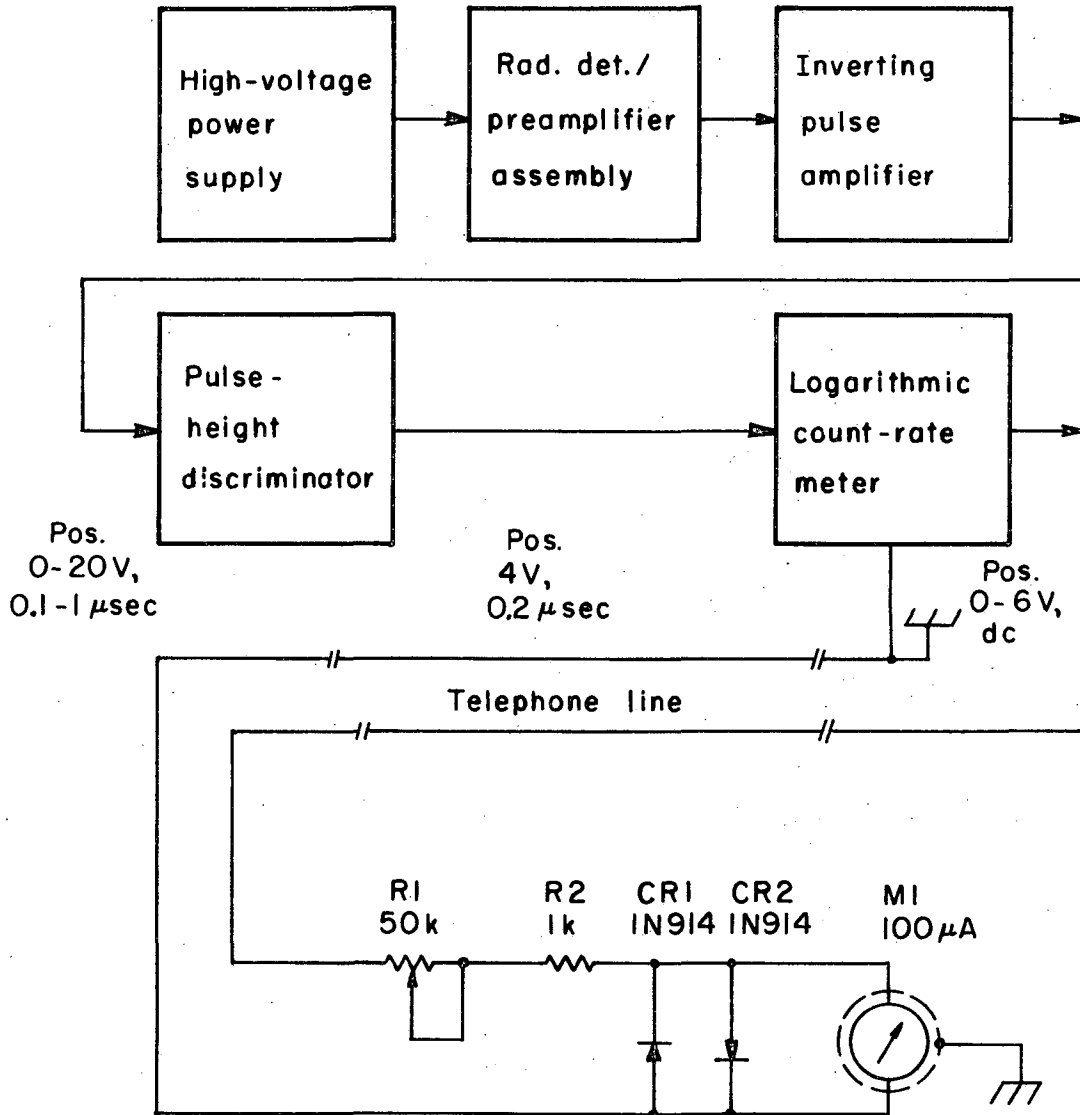 High-voltage
power
supply
Rad. det./
preamplifier
assembly
Inverting
pulse
amplifier
Pulse-
height
discriminator
Logarithmic
count-rate
meter
Pos.
0-20V,
0.1-1 μsec
Pos.
4V,
0.2 μsec
Pos.
0-6V,
dc
Telephone line
R1
50k
R2
1k
CR1
1N914
CR2
1N914
M1
100μA